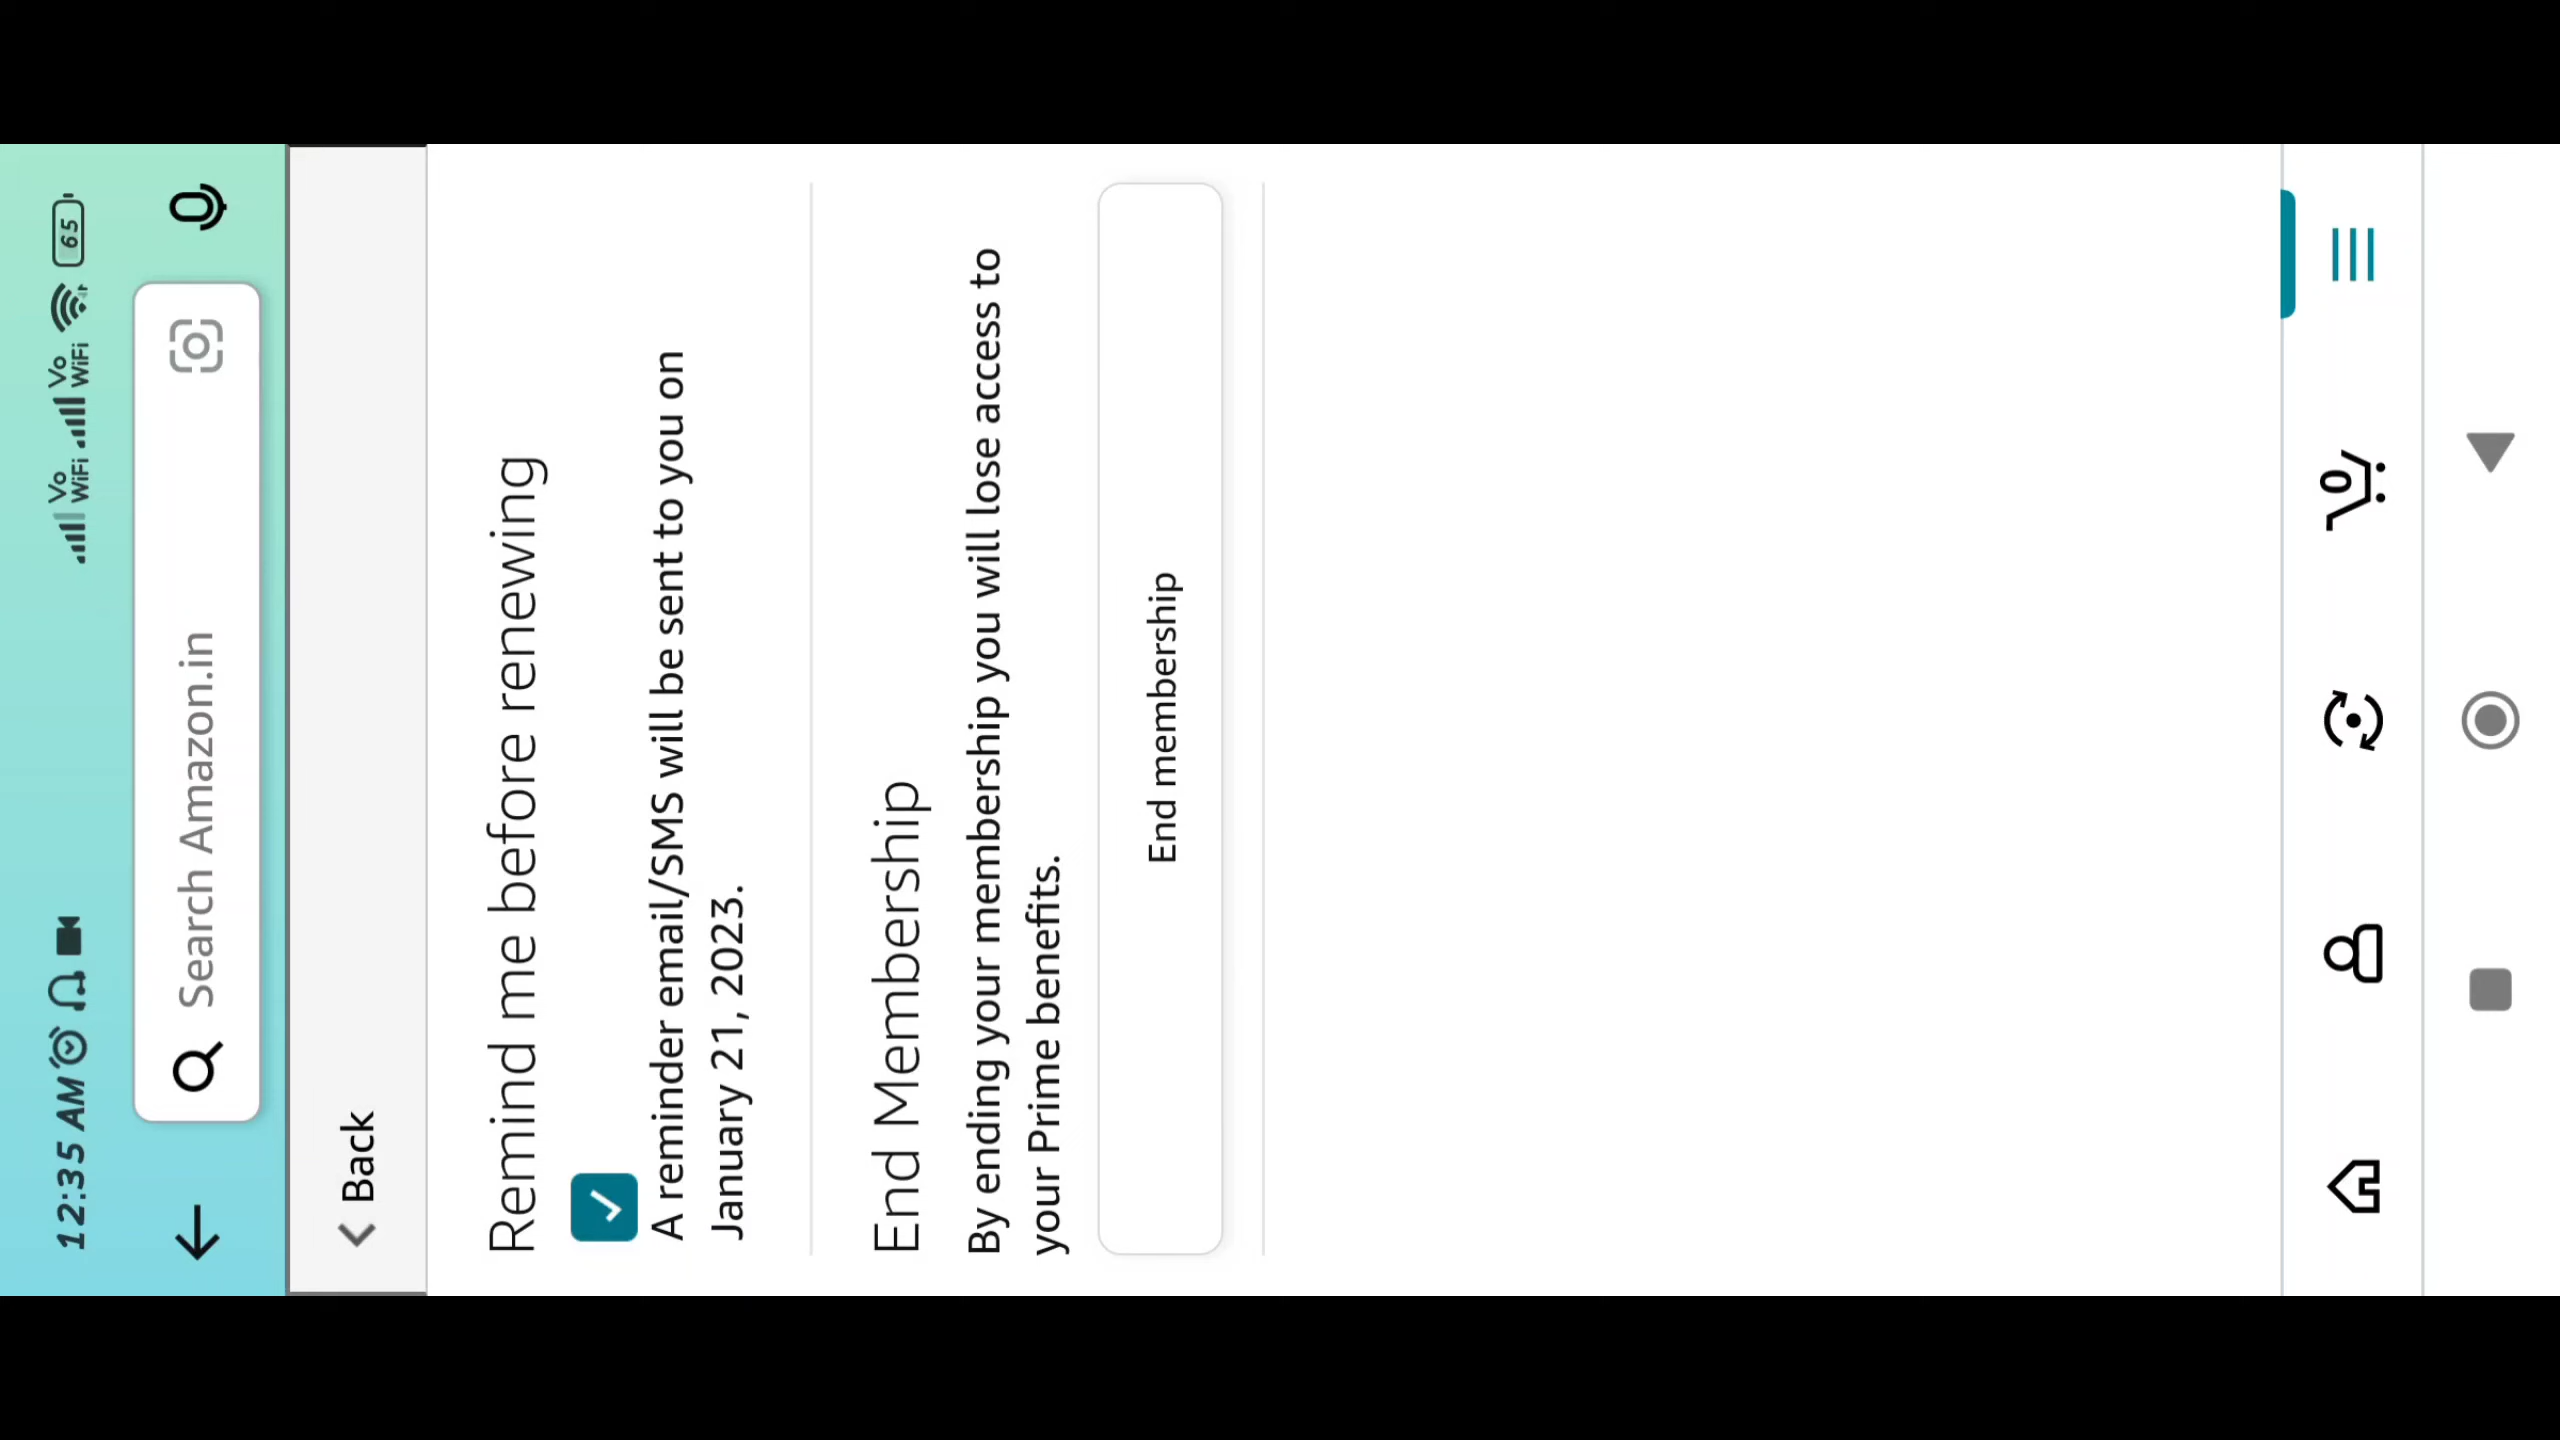 12:35 AM
Vo WiFi Vo WiFi 65
Search Amazon.in
Back
Remind me before renewing
A reminder email/SMS will be sent to you on
January 21, 2023.
End Membership
By ending your membership you will lose access to
your Prime benefits.
End membership
0